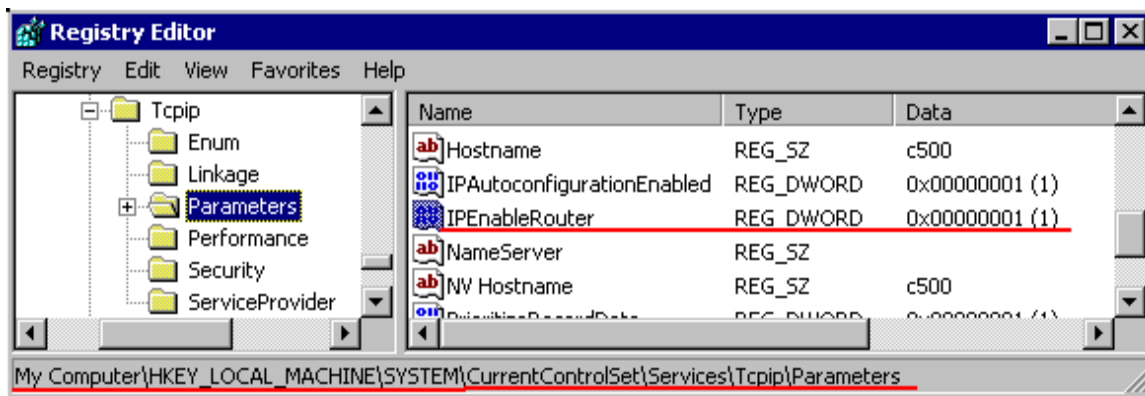 Registry Editor
Registry Edit View Favorites Help
Tcpip
Enum
Linkage
Parameters
Performance
Security
ServiceProvider
Name Type Data
Hostname REG_SZ c500
IPAutoconfigurationEnabled REG_DWORD 0x00000001 (1)
IPEnableRouter REG_DWORD 0x00000001 (1)
NameServer REG_SZ
NV Hostname REG_SZ c500
My Computer\HKEY_LOCAL_MACHINE\SYSTEM\CurrentControlSet\Services\Tcpip\Parameters